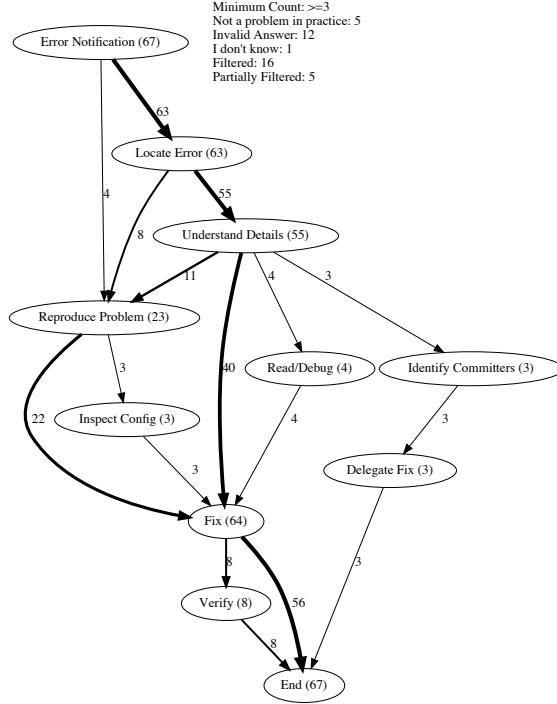 Minimum Count: >=3
Not a problem in practice: 5
Invalid Answer: 12
I don't know: 1
Filtered: 16
Partially Filtered: 5
Error Notification (67)
63
Locate Error (63)
4
8
55
Understand Details (55)
11
4
3
Reproduce Problem (23)
40
Read/Debug (4)
Identify Committers (3)
3
22
Inspect Config (3)
4
3
3
Delegate Fix (3)
Fix (64)
8
56
3
Verify (8)
8
End (67)